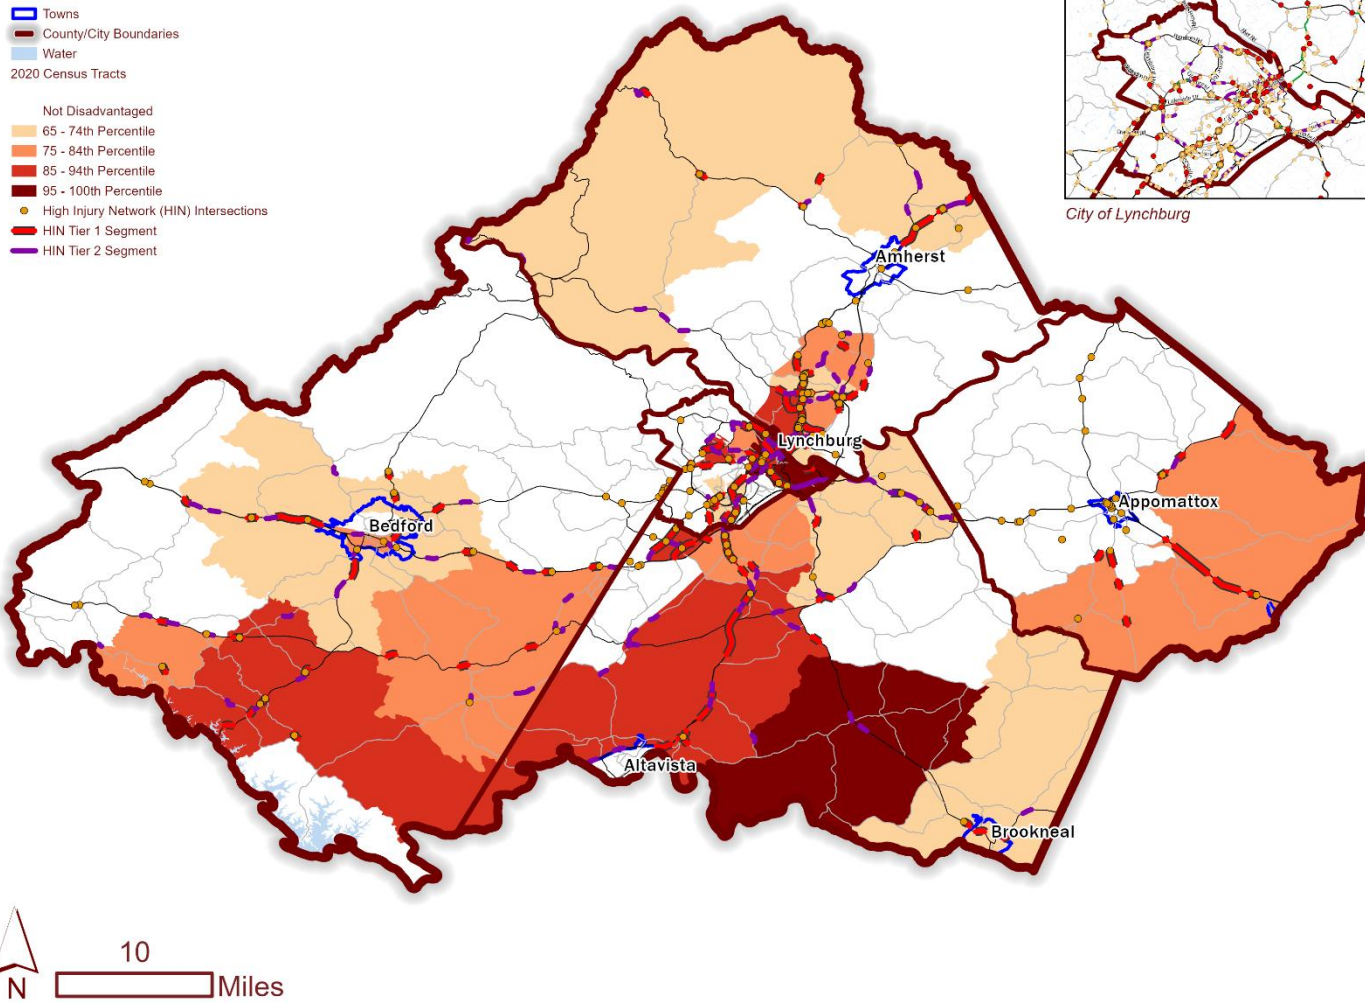 Towns
County/City Boundaries
Water
2020 Census Tracts
Not Disadvantaged
65 - 74th Percentile
75 - 84th Percentile
85 - 94th Percentile
95 - 100th Percentile
High Injury Network (HIN) Intersections
HIN Tier 1 Segment
HIN Tier 2 Segment
City of Lynchburg
Amherst
Lynchburg
Appomattox
Bedford
Altavista
Brookneal
10
Miles
N